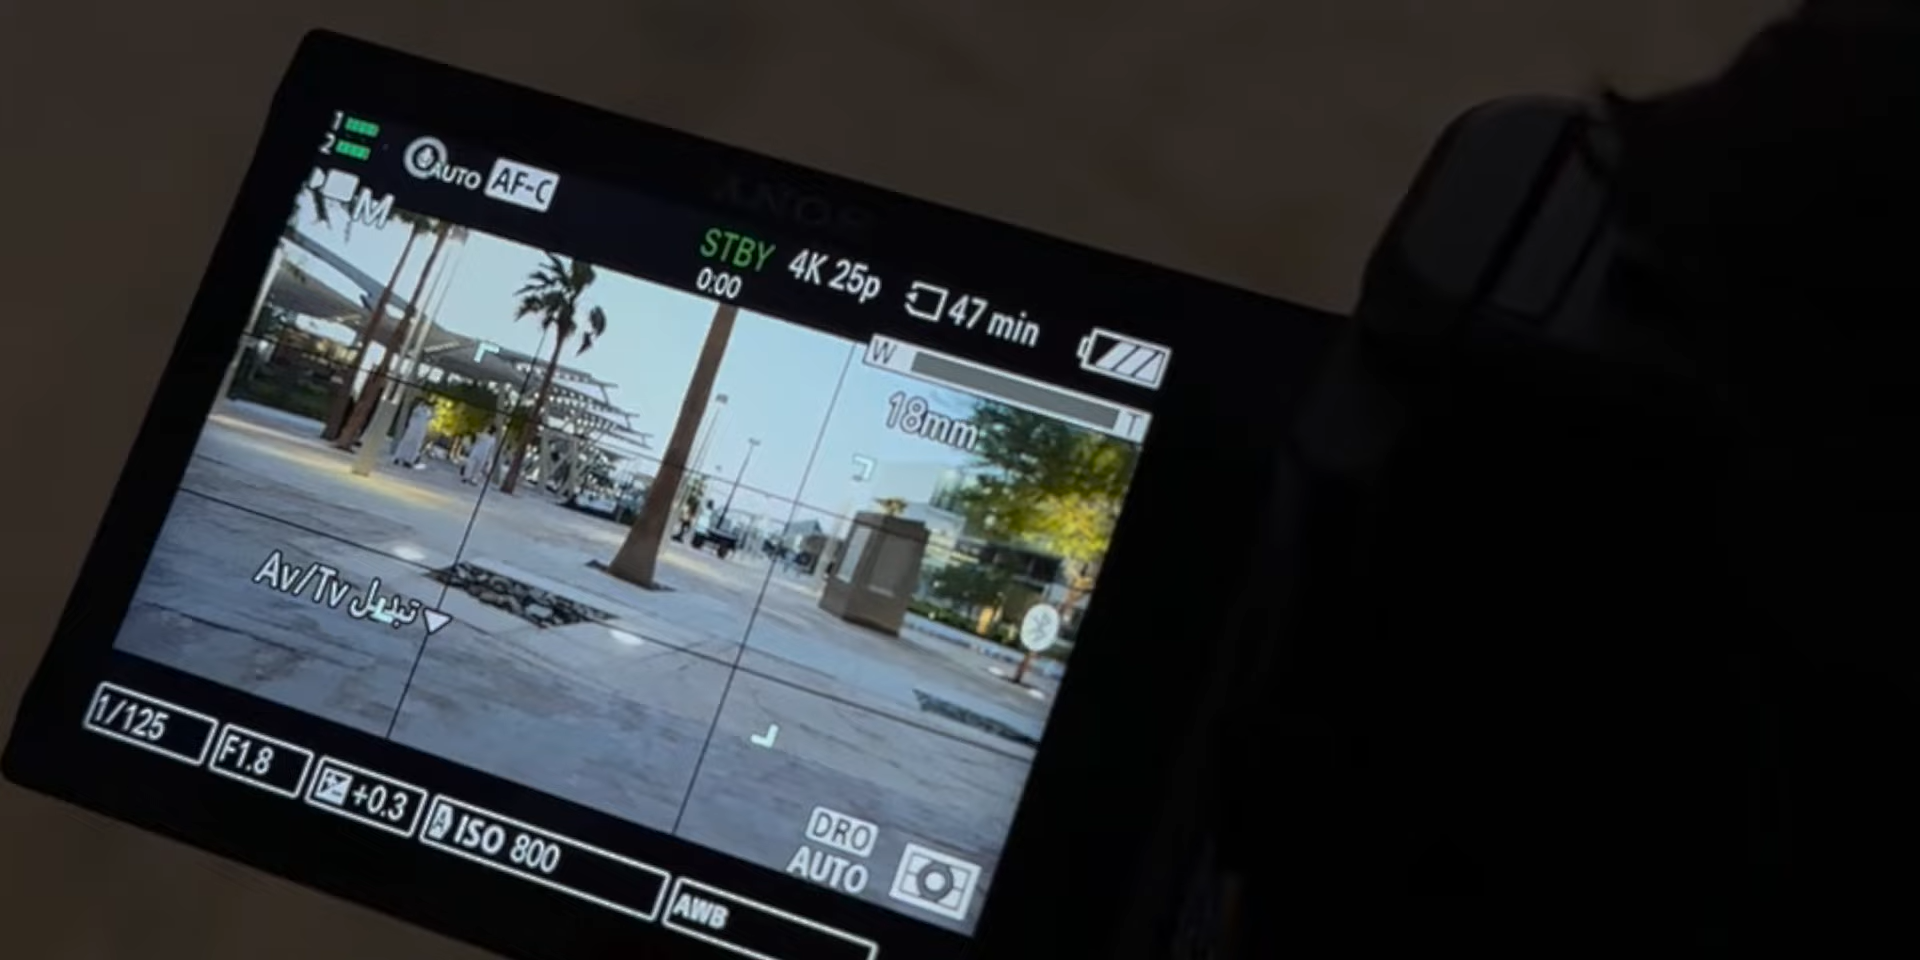 1
2
AUTO AF-C
M
STBY 4K 25p 47 min
0:00
W T
18mm
Av/Tv تبديل
DRO
AUTO
1/125 F1.8 +0.3 A ISO 800 AWB
SONY